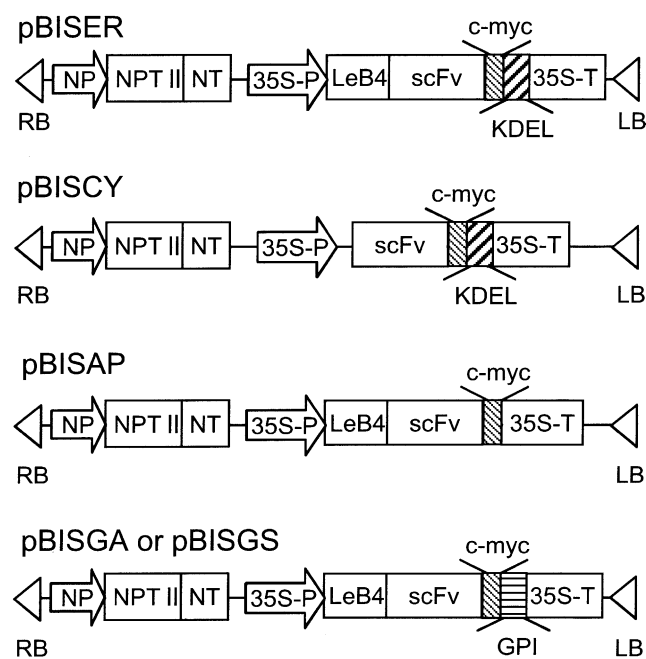 pBISER
c-myc
NP NPT II NT 35S-P LeB4 scFv 35S-T
RB KDEL LB
pBISCY
c-myc
NP NPT II NT 35S-P scFv 35S-T
RB KDEL LB
pBISAP
c-myc
NP NPT II NT 35S-P LeB4 scFv 35S-T
RB LB
pBISGA or pBISGS
c-myc
NP NPT II NT 35S-P LeB4 scFv 35S-T
RB GPI LB